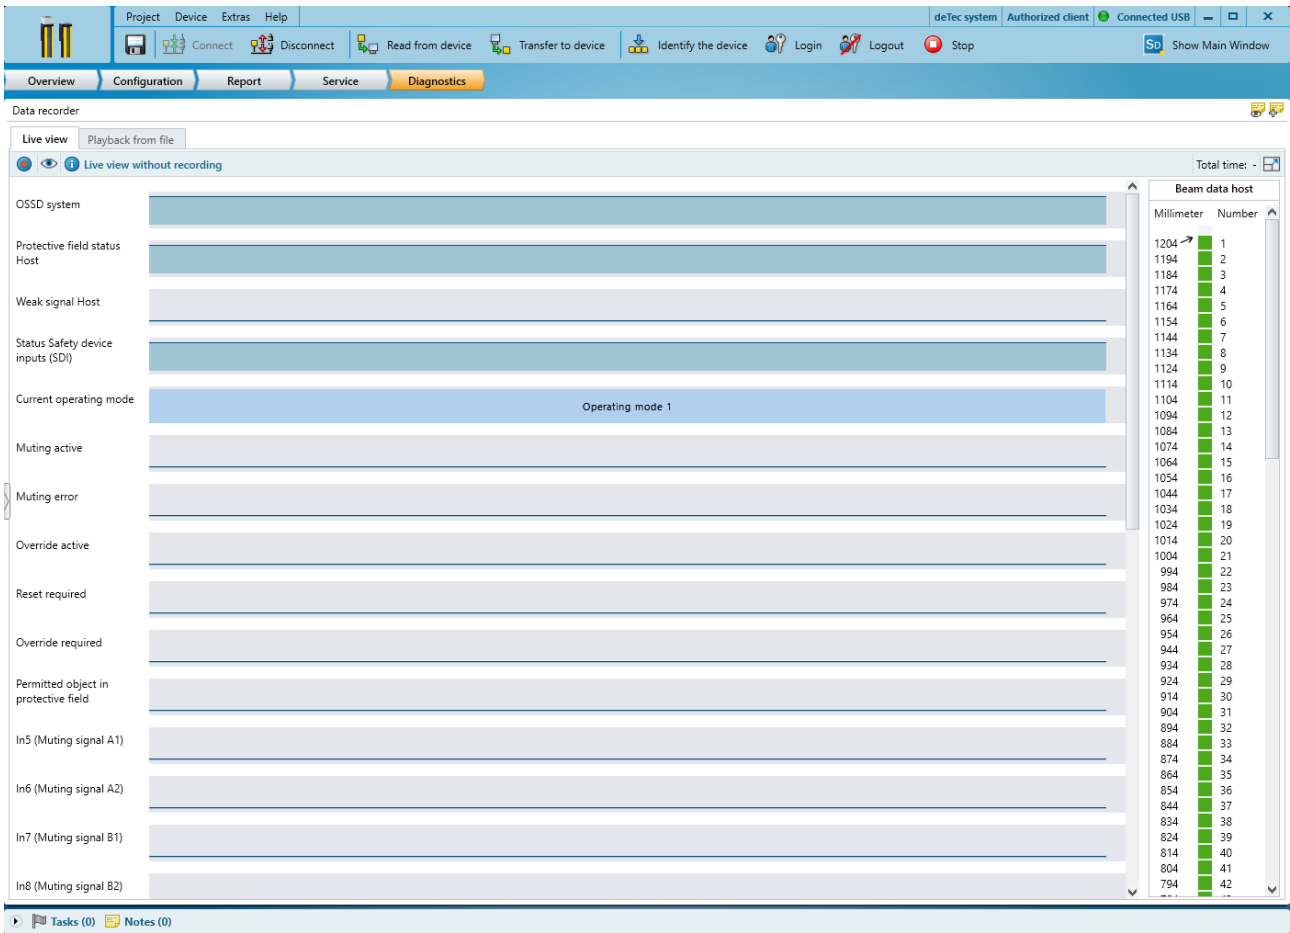 Project Device Extras Help
deTec system Authorized client Connected USB
Connect Disconnect Read from device Transfer to device Identify the device Login Logout Stop SD Show Main Window
Overview Configuration Report Service Diagnostics
Data recorder
Live view Playback from file
Live view without recording Total time: -
Beam data host
Millimeter Number
OSSD system
Protective field status
Host
Weak signal Host
Status Safety device
inputs (SDI)
Current operating mode
Operating mode 1
Muting active
Muting error
Override active
Reset required
Override required
Permitted object in
protective field
In5 (Muting signal A1)
In6 (Muting signal A2)
In7 (Muting signal B1)
In8 (Muting signal B2)
1204 1
1194 2
1184 3
1174 4
1164 5
1154 6
1144 7
1134 8
1124 9
1114 10
1104 11
1094 12
1084 13
1074 14
1064 15
1054 16
1044 17
1034 18
1024 19
1014 20
1004 21
994 22
984 23
974 24
964 25
954 26
944 27
934 28
924 29
914 30
904 31
894 32
884 33
874 34
864 35
854 36
844 37
834 38
824 39
814 40
804 41
794 42
Tasks (0) Notes (0)